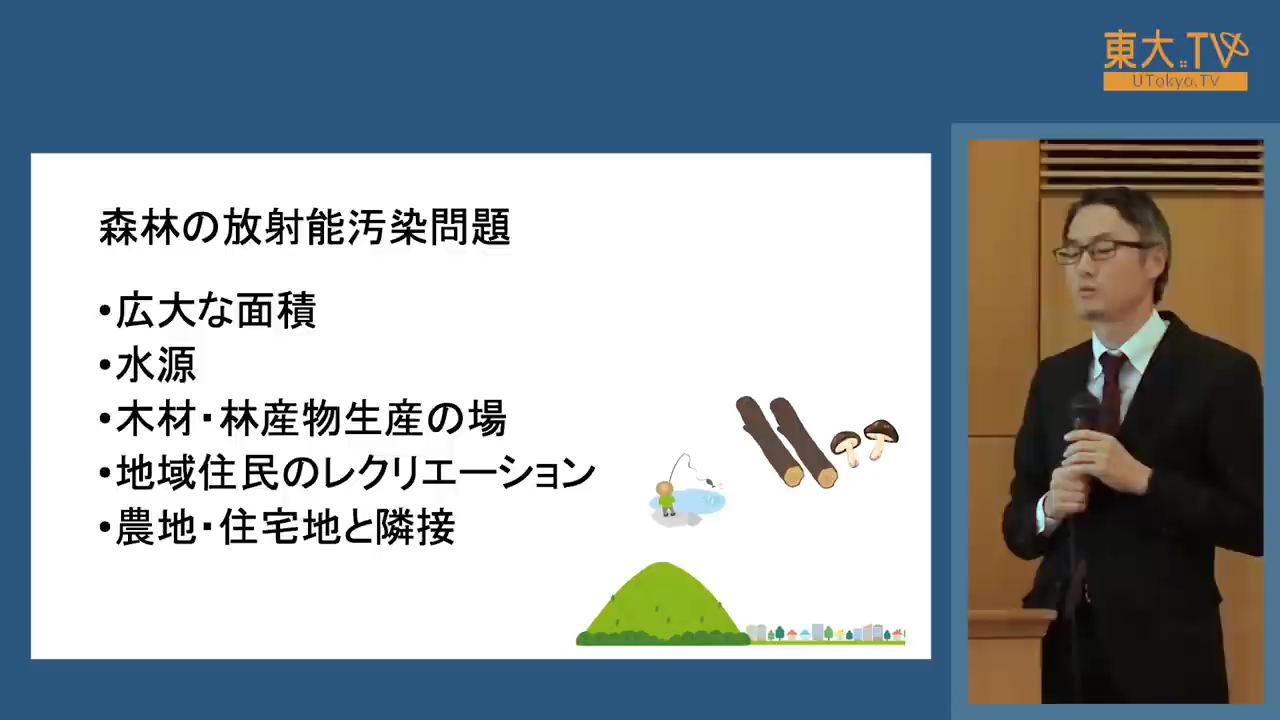 東大.TV
UTokyo.TV
森林の放射能汚染問題
•広大な面積
•水源
•木材・林産物生産の場
•地域住民のレクリエーション
•農地・住宅地と隣接